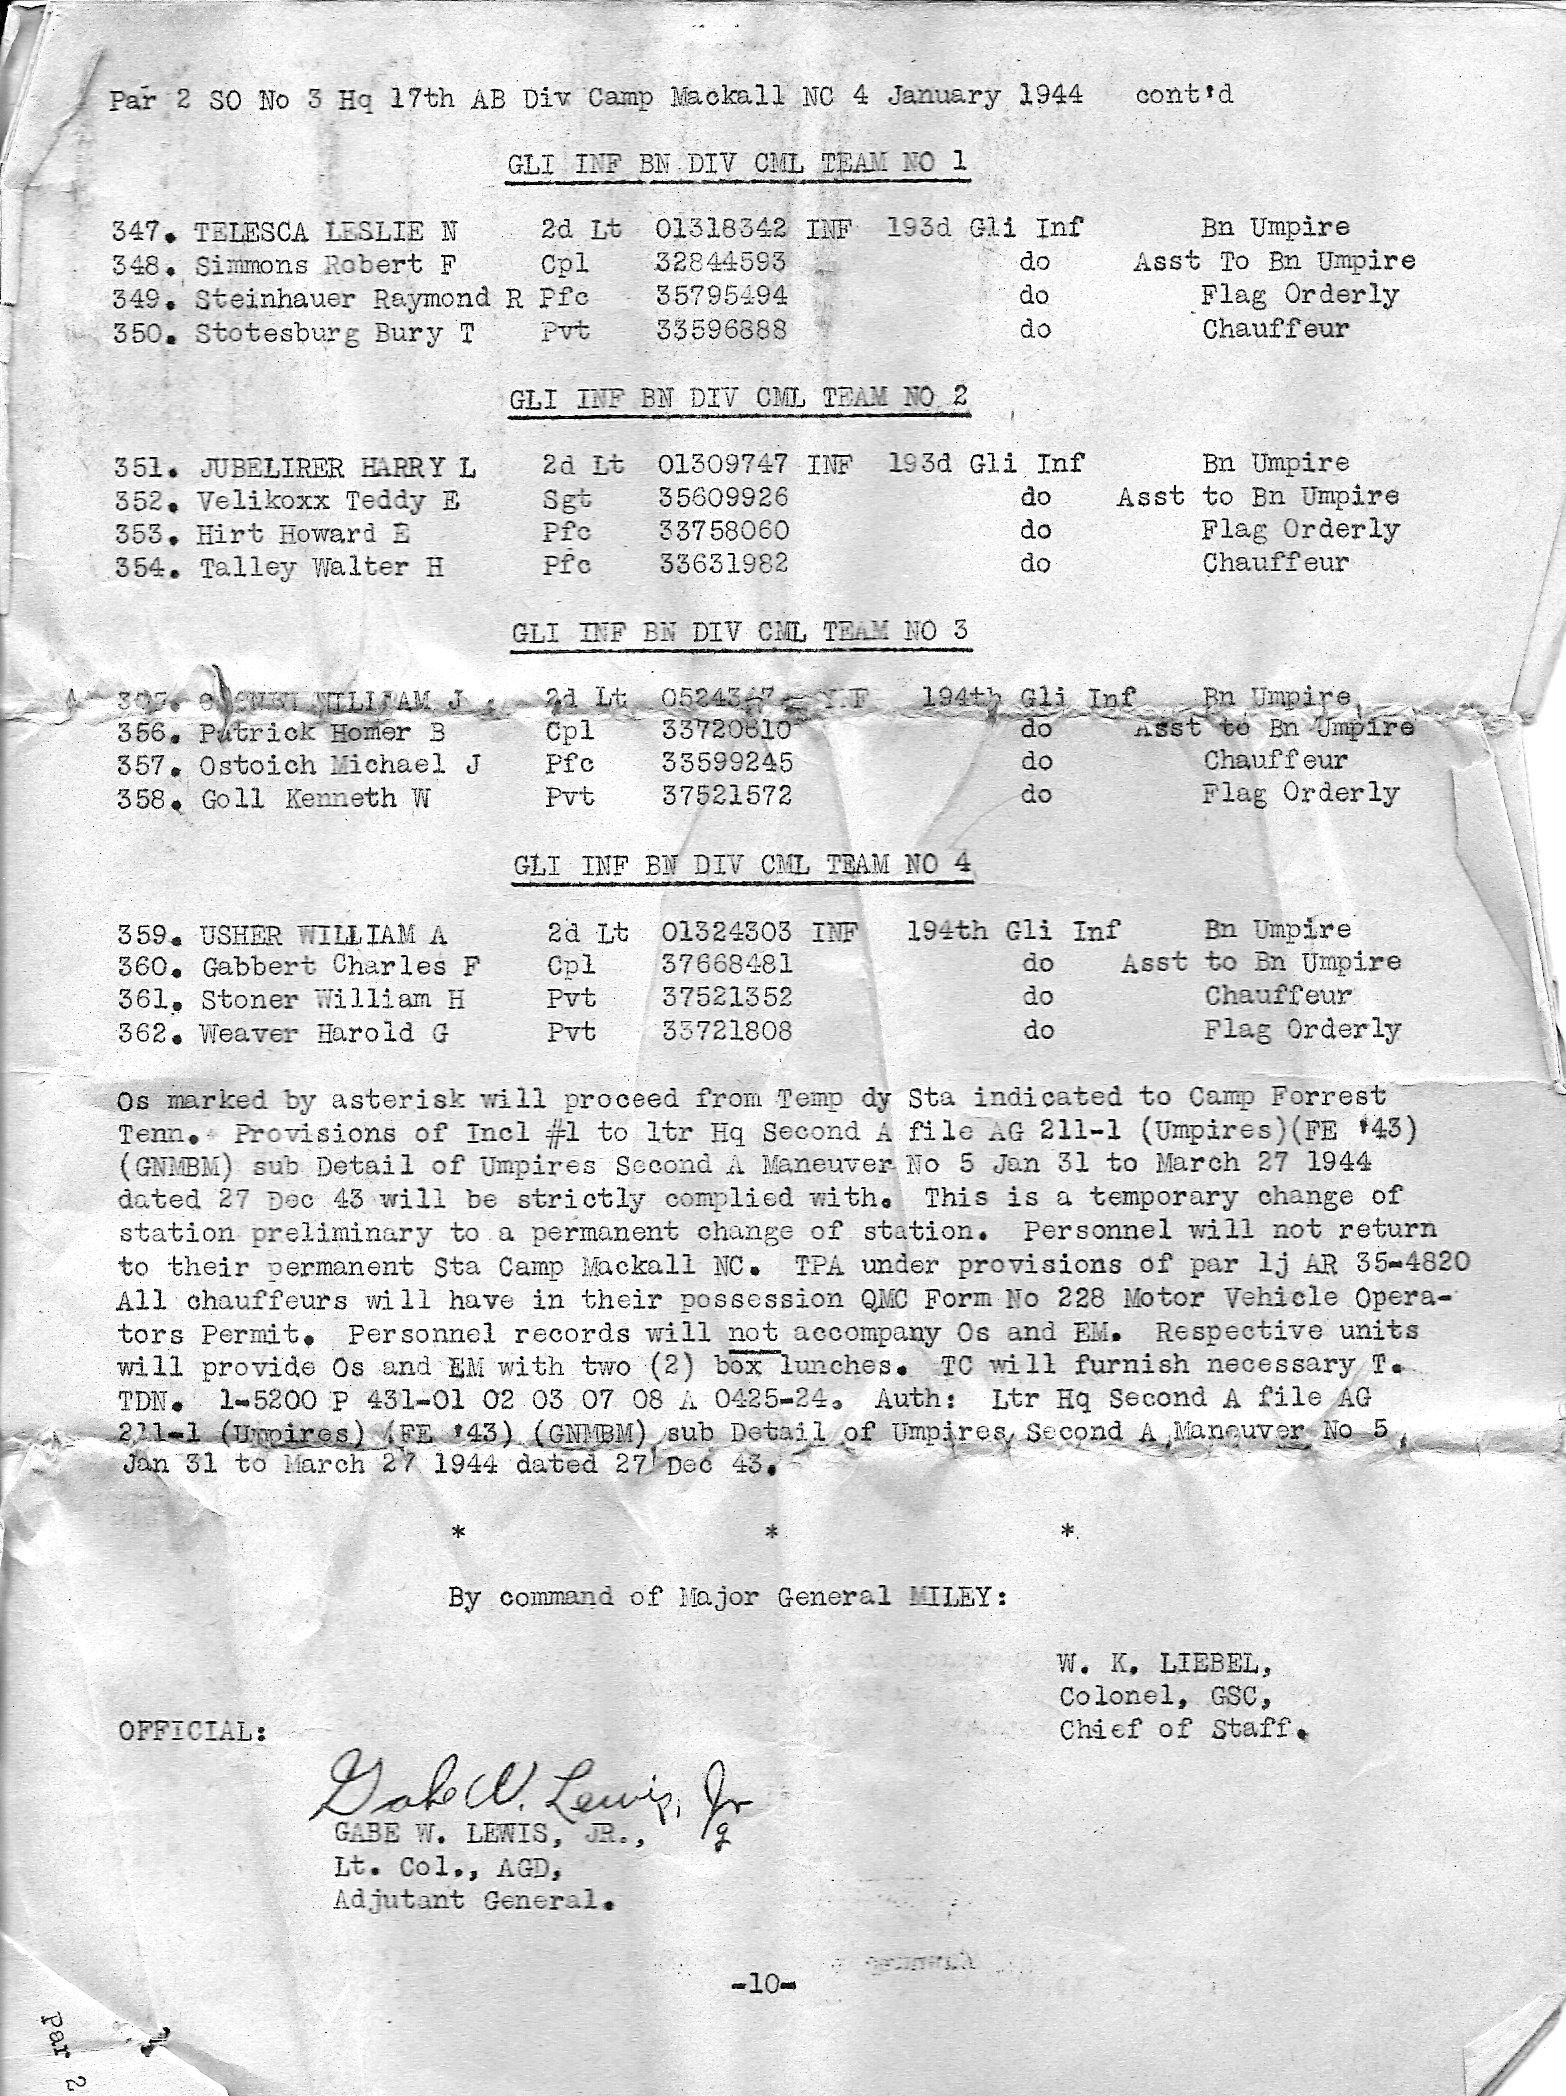 Par 2 SO No 3 Hq 17th AB Div Camp Mackall NC 4 January 1944 cont'd
GLI INF BN DIV CML TEAM NO 1
347. TELESCA LESLIE N 2d Lt 01318342 INF 193d Gli Inf Bn Umpire
348. Simmons Robert F Cpl 32844593 do Asst To Bn Umpire
349. Steinhauer Raymond R Pfc 35795494 do Flag Orderly
350. Stotesburg Bury T Pvt 33596888 do Chauffeur
GLI INF BN DIV CML TEAM NO 2
351. JUBELIRER HARRY L 2d Lt 01309747 INF 193d Gli Inf Bn Umpire
352. Velikoxx Teddy E Sgt 35609926 do Asst to Bn Umpire
353. Hirt Howard E Pfc 33758060 do Flag Orderly
354. Talley Walter H Pfc 33631982 do Chauffeur
GLI INF BN DIV CML TEAM NO 3
WILLIAM J 2d Lt INF 194th Gli Inf Bn Umpire
356. Patrick Homer B Cpl 33720610 do Asst to Bn Umpire
357. Ostoich Michael J Pfc 33599245 do Chauffeur
358. Goll Kenneth W Pvt 37521572 do Flag Orderly
GLI INF BN DIV CML TEAM NO 4
359. USHER WILLIAM A 2d Lt 01324303 INF 194th Gli Inf Bn Umpire
360. Gabbert Charles F Cpl 37668481 do Asst to Bn Umpire
361. Stoner William H Pvt 37521352 do Chauffeur
362. Weaver Harold G Pvt 33721808 do Flag Orderly
Os marked by asterisk will proceed from Temp dy Sta indicated to Camp Forrest
Tenn. Provisions of Incl #1 to ltr Hq Second A file AG 211-1 (Umpires)(FE '43)
(GNMBM) sub Detail of Umpires Second A Maneuver No 5 Jan 31 to March 27 1944
dated 27 Dec 43 will be strictly complied with. This is a temporary change of
station preliminary to a permanent change of station. Personnel will not return
to their permanent Sta Camp Mackall NC. TPA under provisions of par 1j AR 35-4820
All chauffeurs will have in their possession QMC Form No 228 Motor Vehicle Opera-
tors Permit. Personnel records will not accompany Os and EM. Respective units
will provide Os and EM with two (2) box lunches. TC will furnish necessary T.
TDN. 1-5200 P 431-01 02 03 07 08 A 0425-24. Auth: Ltr Hq Second A file AG
211-1 (Umpires) (FE '43) (GNMBM) sub Detail of Umpires Second A Maneuver No 5
Jan 31 to March 27 1944 dated 27 Dec 43.
* * *
By command of Major General MILEY:
W. K. LIEBEL,
Colonel, GSC,
Chief of Staff.
OFFICIAL:
Gabe W. Lewis, Jr
g
GABE W. LEWIS, JR.,
Lt. Col., AGD,
Adjutant General.
-10-
Par 2